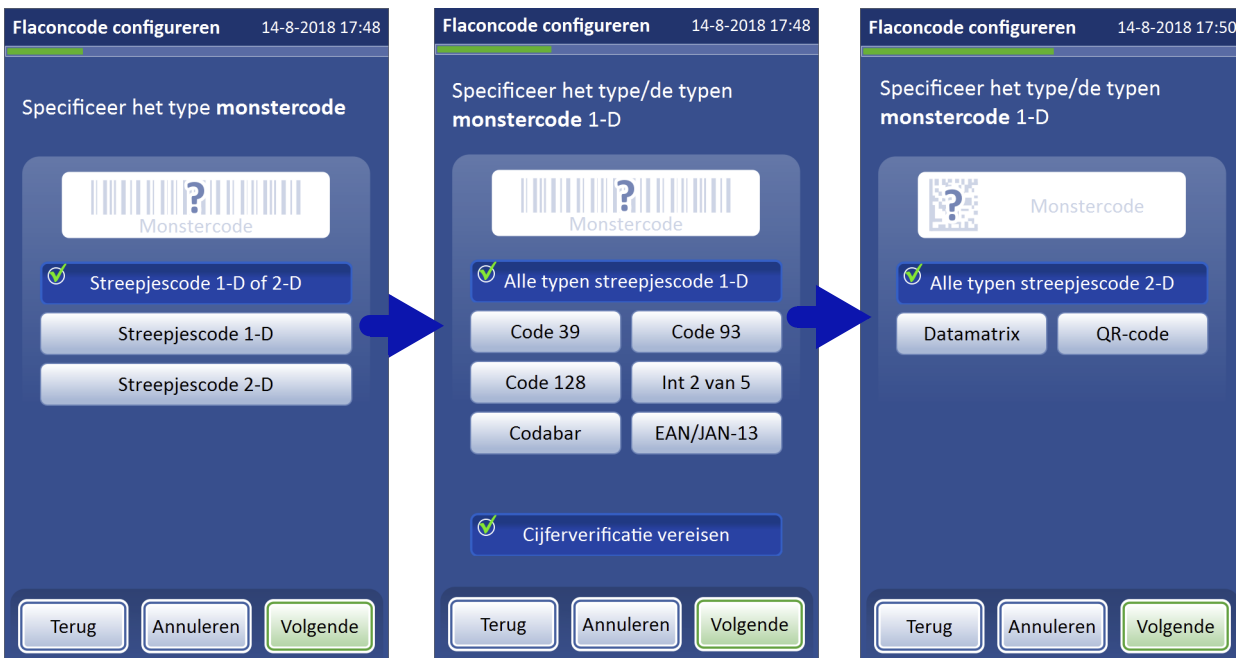 Flaconcode configureren 14-8-2018 17:48
Specificeer het type monstercode
?
Monstercode
Streepjescode 1-D of 2-D
Streepjescode 1-D
Streepjescode 2-D
Terug Annuleren Volgende
Flaconcode configureren 14-8-2018 17:48
Specificeer het type/de typen
monstercode 1-D
?
Monstercode
Alle typen streepjescode 1-D
Code 39 Code 93
Code 128 Int 2 van 5
Codabar EAN/JAN-13
Cijferverificatie vereisen
Terug Annuleren Volgende
Flaconcode configureren 14-8-2018 17:50
Specificeer het type/de typen
monstercode 1-D
? Monstercode
Alle typen streepjescode 2-D
Datamatrix QR-code
Terug Annuleren Volgende